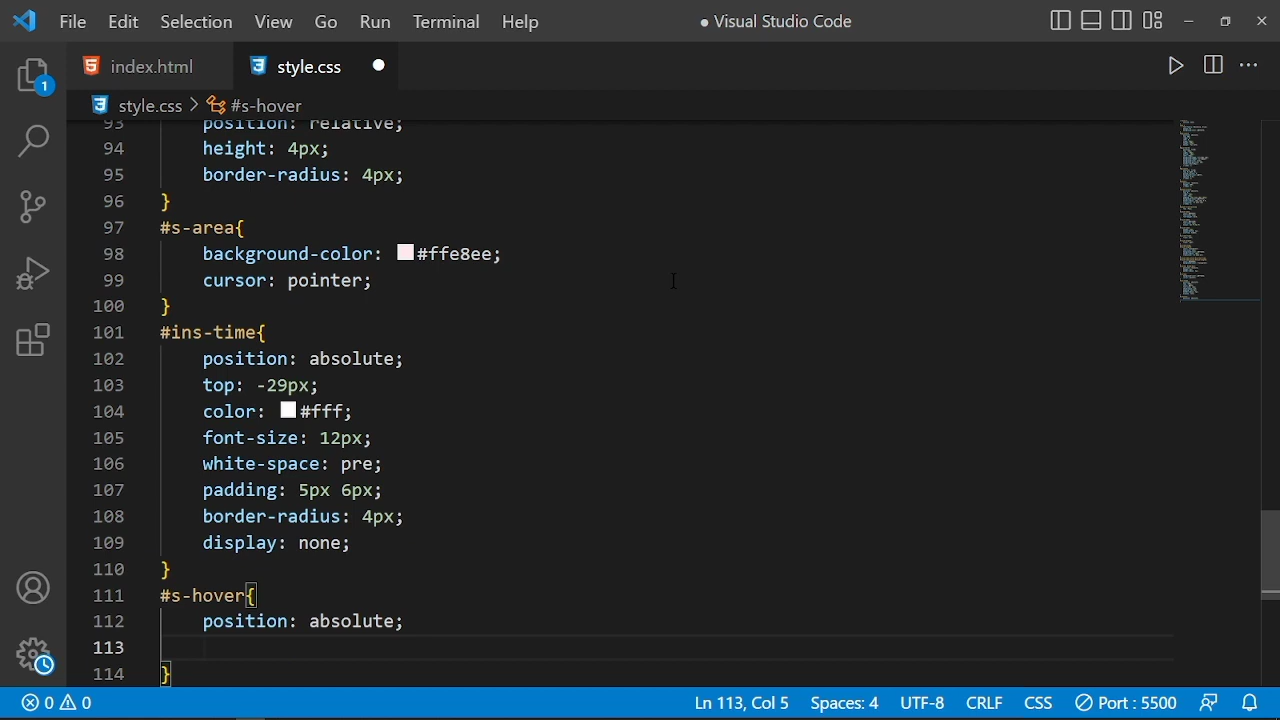 File Edit Selection View Go Run Terminal Help ● Visual Studio Code
index.html style.css
1
style.css > #s-hover
93 position: relative;
94 height: 4px;
95 border-radius: 4px;
96 }
97 #s-area{
98 background-color: #ffe8ee;
99 cursor: pointer;
100 }
101 #ins-time{
102 position: absolute;
103 top: -29px;
104 color: #fff;
105 font-size: 12px;
106 white-space: pre;
107 padding: 5px 6px;
108 border-radius: 4px;
109 display: none;
110 }
111 #s-hover{
112 position: absolute;
113
114 }
0 0 Ln 113, Col 5 Spaces: 4 UTF-8 CRLF CSS Port : 5500